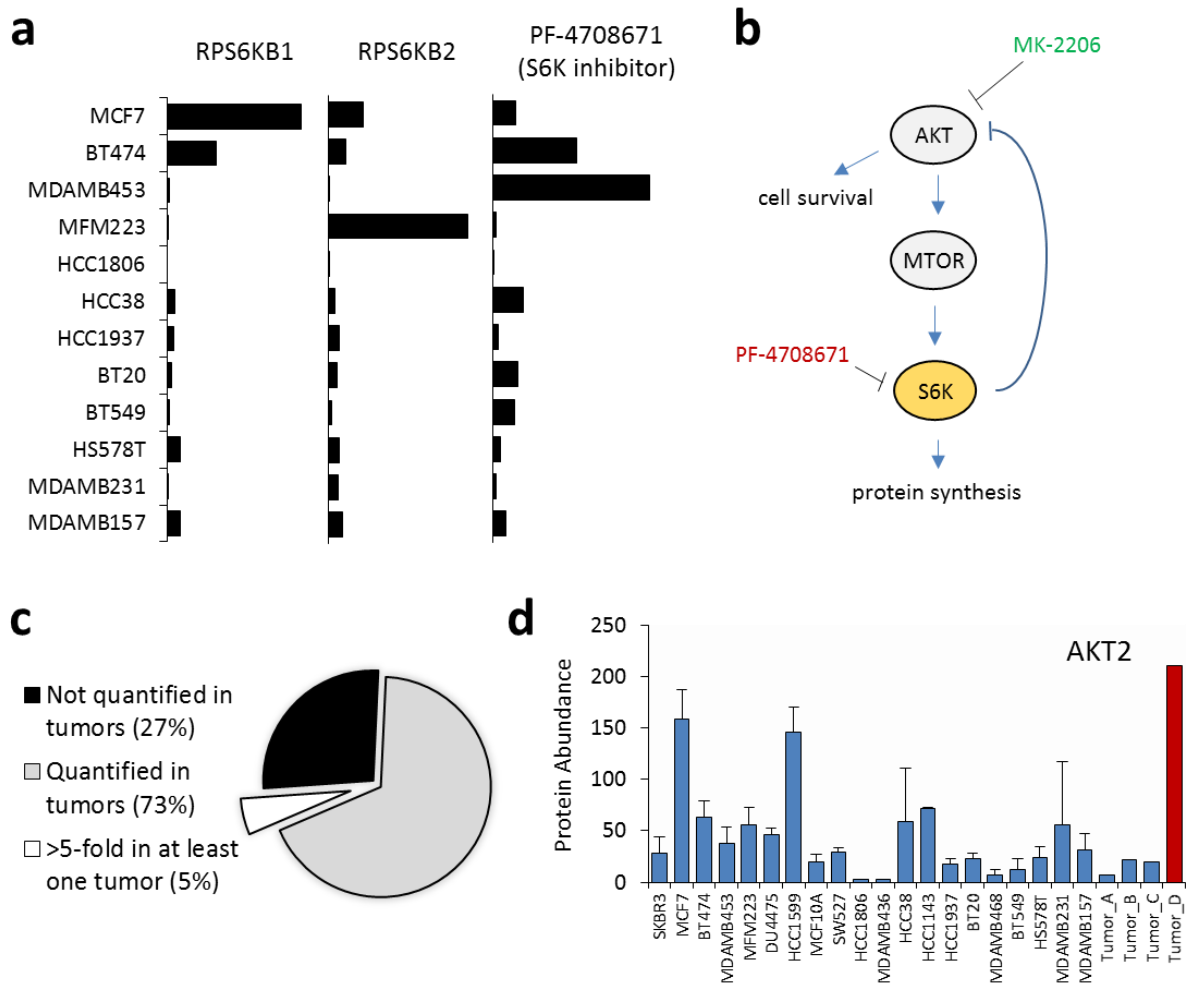 a
RPS6KB1
RPS6KB2
PF-4708671
(S6K inhibitor)
MCF7
BT474
MDAMB453
MFM223
HCC1806
HCC38
HCC1937
BT20
BT549
HS578T
MDAMB231
MDAMB157
b
MK-2206
AKT
cell survival
MTOR
PF-4708671
S6K
protein synthesis
c
Not quantified in
tumors (27%)
Quantified in
tumors (73%)
>5-fold in at least
one tumor (5%)
d
AKT2
Protein Abundance
250
200
150
100
50
0
SKBR3
MCF7
BT474
MDAMB453
MFM223
DU4475
HCC1599
MCF10A
SW527
HCC1806
MDAMB436
HCC38
HCC1143
HCC1937
BT20
MDAMB468
BT549
HS578T
MDAMB231
MDAMB157
Tumor_A
Tumor_B
Tumor_C
Tumor_D